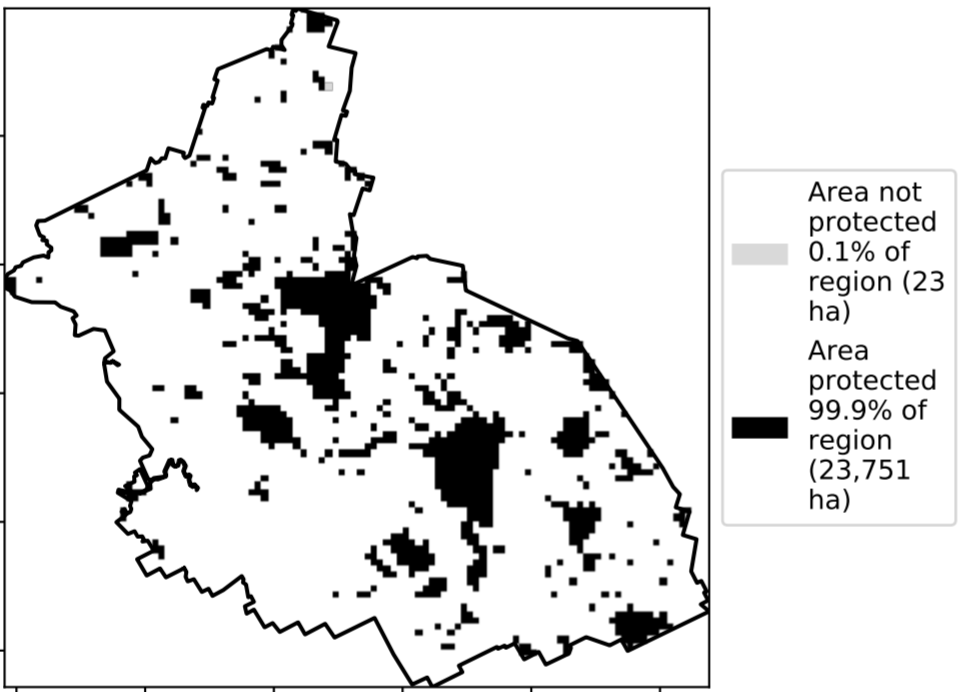 Area not
protected
0.1% of
region (23
ha)
Area
protected
99.9% of
region
(23,751
ha)